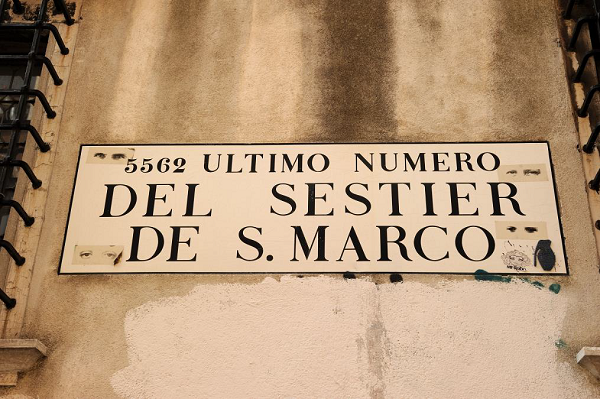 5562 ULTIMO NUMERO
DEL SESTIER
DE S. MARCO